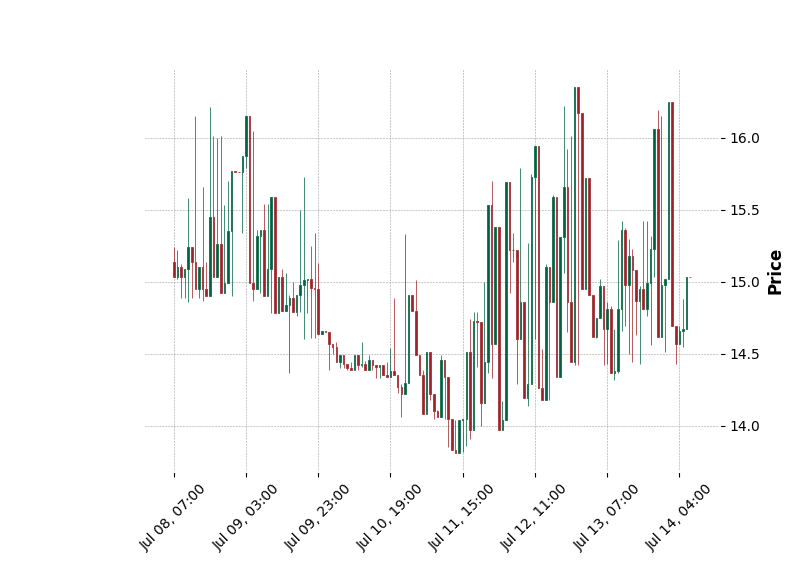 16.0
15.5
15.0
14.5
14.0
Price
Jul 08, 07:00
Jul 09, 03:00
Jul 09, 23:00
Jul 10, 19:00
Jul 11, 15:00
Jul 12, 11:00
Jul 13, 07:00
Jul 14, 04:00